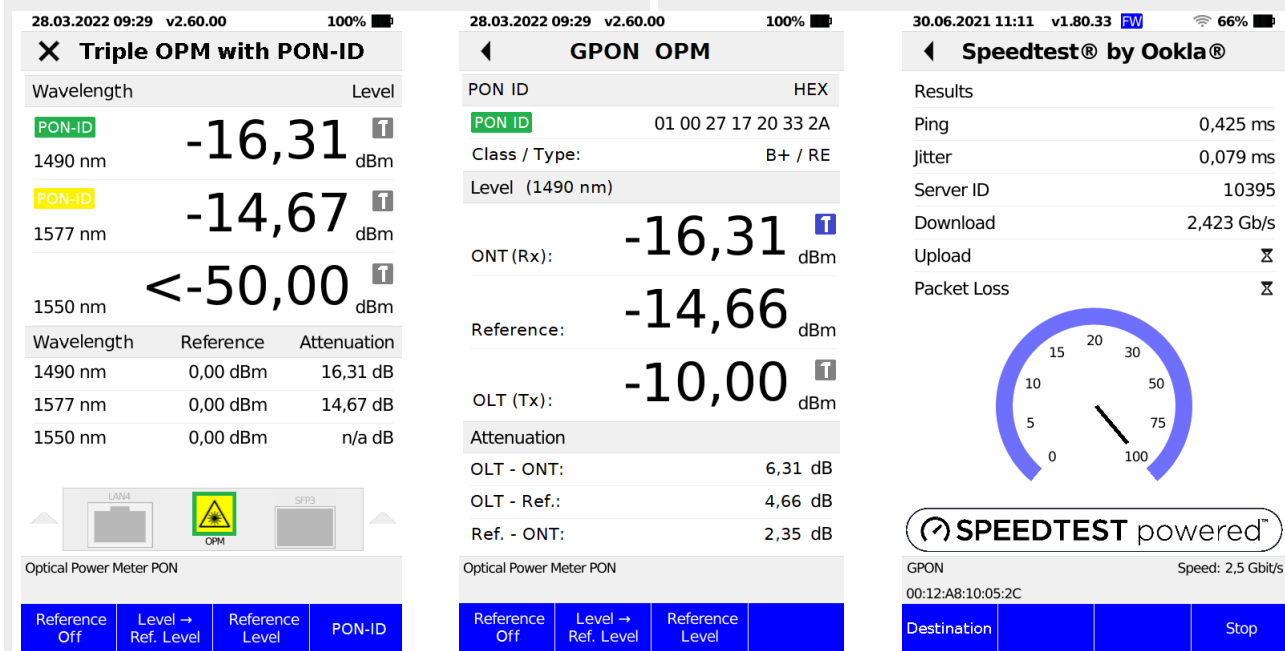 28.03.2022 09:29 v2.60.00 100%
Triple OPM with PON-ID
Wavelength Level
PON-ID
1490 nm -16,31 T dBm
PON-ID
1577 nm -14,67 T dBm
1550 nm <-50,00 T dBm
Wavelength Reference Attenuation
1490 nm 0,00 dBm 16,31 dB
1577 nm 0,00 dBm 14,67 dB
1550 nm 0,00 dBm n/a dB
LAN4 SFP3
OPM
Optical Power Meter PON
Reference Off Level → Ref. Level Reference Level PON-ID
28.03.2022 09:29 v2.60.00 100%
GPON OPM
PON ID HEX
PON ID 01 00 27 17 20 33 2A
Class / Type: B+ / RE
Level (1490 nm)
ONT (Rx): -16,31 T dBm
Reference: -14,66 dBm
OLT (Tx): -10,00 T dBm
Attenuation
OLT - ONT: 6,31 dB
OLT - Ref.: 4,66 dB
Ref. - ONT: 2,35 dB
Optical Power Meter PON
Reference Off Level → Ref. Level Reference Level
30.06.2021 11:11 v1.80.33 FW 66%
Speedtest® by Ookla®
Results
Ping 0,425 ms
Jitter 0,079 ms
Server ID 10395
Download 2,423 Gb/s
Upload
Packet Loss
0 5 10 15 20 30 50 75 100
SPEEDTEST powered™
GPON Speed: 2,5 Gbit/s
00:12:A8:10:05:2C
Destination Stop